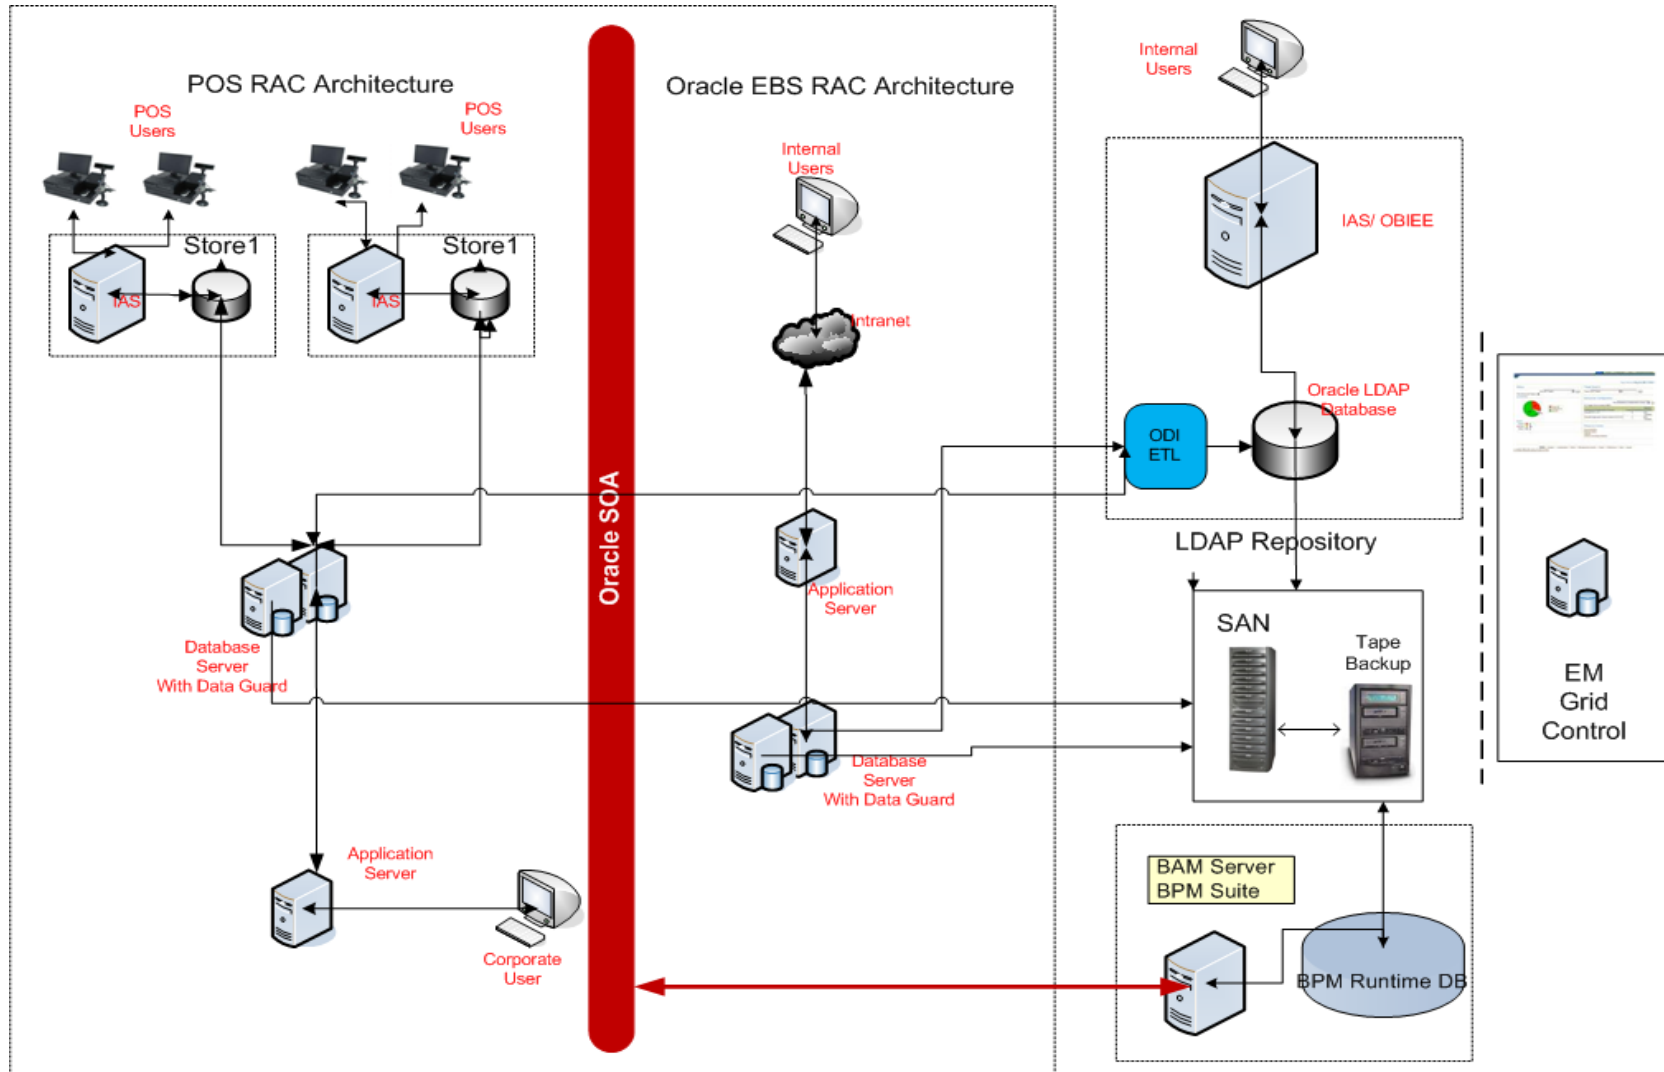 POS RAC Architecture
POS
Users
POS
Users
Store1
IAS
Store1
IAS
Database
Server
With Data Guard
Application
Server
Corporate
User
Oracle SOA
Oracle EBS RAC Architecture
Internal
Users
Intranet
Application
Server
Database
Server
With Data Guard
Internal
Users
IAS/ OBIEE
Oracle LDAP
Database
ODI
ETL
LDAP Repository
SAN
Tape
Backup
BAM Server
BPM Suite
BPM Runtime DB
EM
Grid
Control